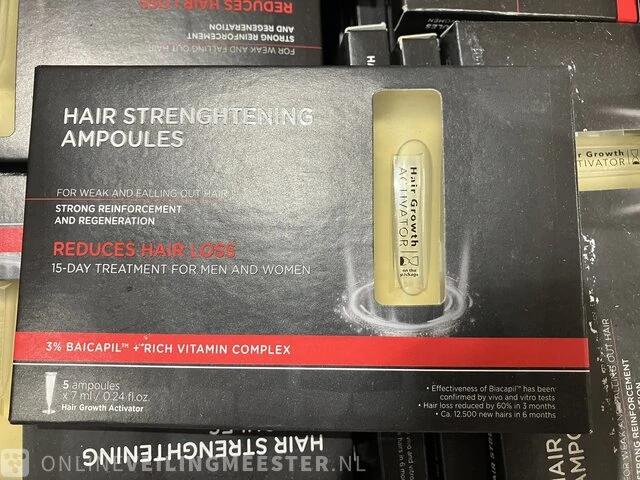 REDUCES HAIR LOSS
STRONG REINFORCEMENT
AND REGENERATION
FOR WEAK AND FALLING OUT HAIR
HAIR STRENGHTENING
AMPOULES
FOR WEAK AND FALLING OUT HAIR
STRONG REINFORCEMENT
AND REGENERATION
REDUCES HAIR LOSS
15-DAY TREATMENT FOR MEN AND WOMEN
Hair Growth
ACTIVATOR
on the
package
3% BAICAPIL™ + RICH VITAMIN COMPLEX
5 ampoules
x 7 ml / 0.24 fl.oz.
Hair Growth Activator
• Effectiveness of Biacapil™ has been
confirmed by vivo and vitro tests
• Hair loss reduced by 60% in 3 months
• Ca. 12.500 new hairs in 6 months
r Growth
TIVATOR
HAIR STRENGHTENING
ONLINEVEILINGMEESTER.NL